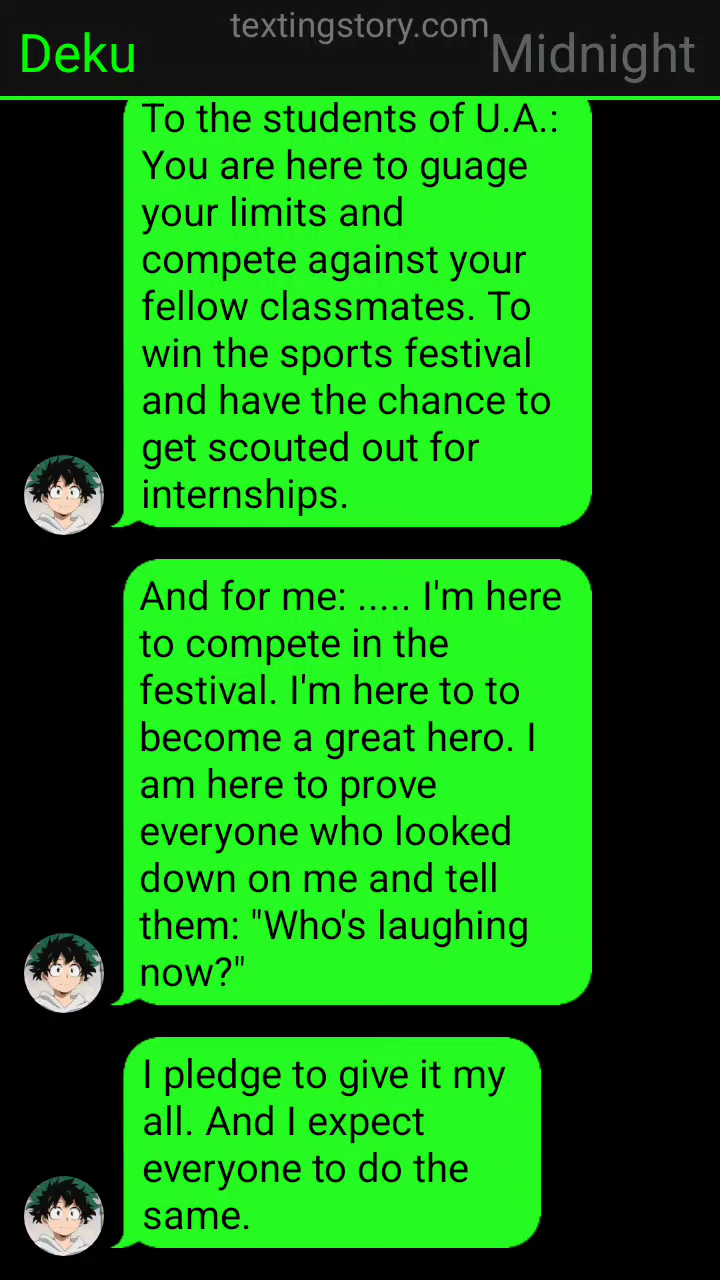 textingstory.com
Deku
Midnight
To the students of U.A.:
You are here to guage
your limits and
compete against your
fellow classmates. To
win the sports festival
and have the chance to
get scouted out for
internships.
And for me: ..... I'm here
to compete in the
festival. I'm here to to
become a great hero. I
am here to prove
everyone who looked
down on me and tell
them: "Who's laughing
now?"
I pledge to give it my
all. And I expect
everyone to do the
same.